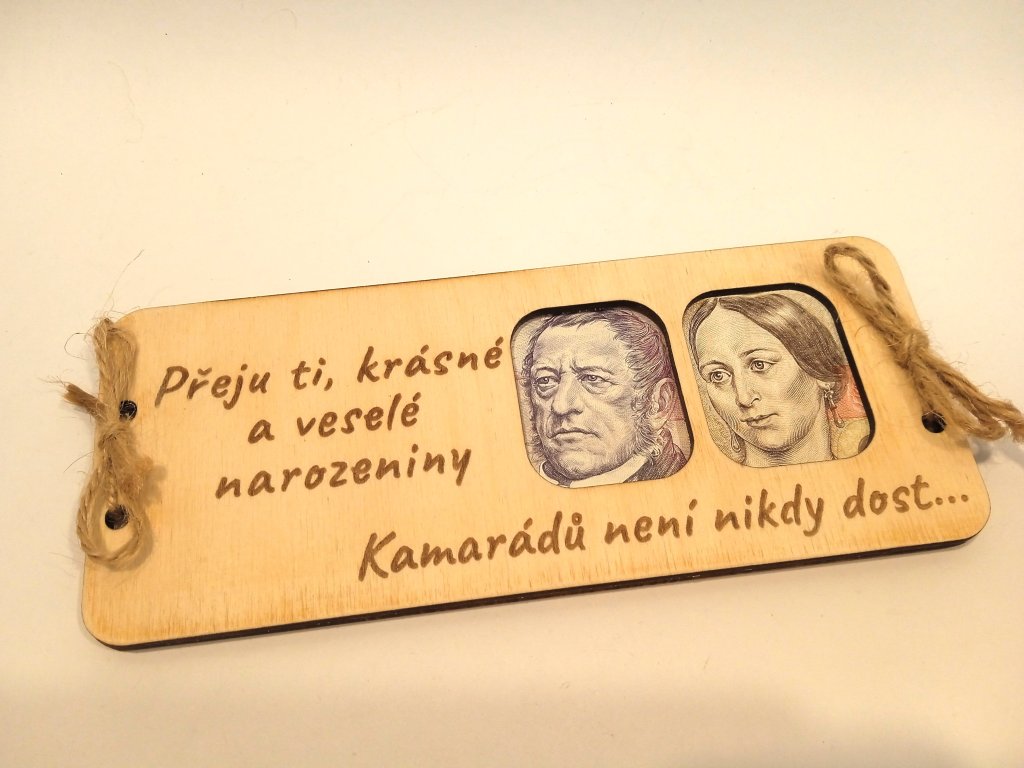 Přeju ti, krásné
a veselé
narozeniny
Kamarádů není nikdy dost...